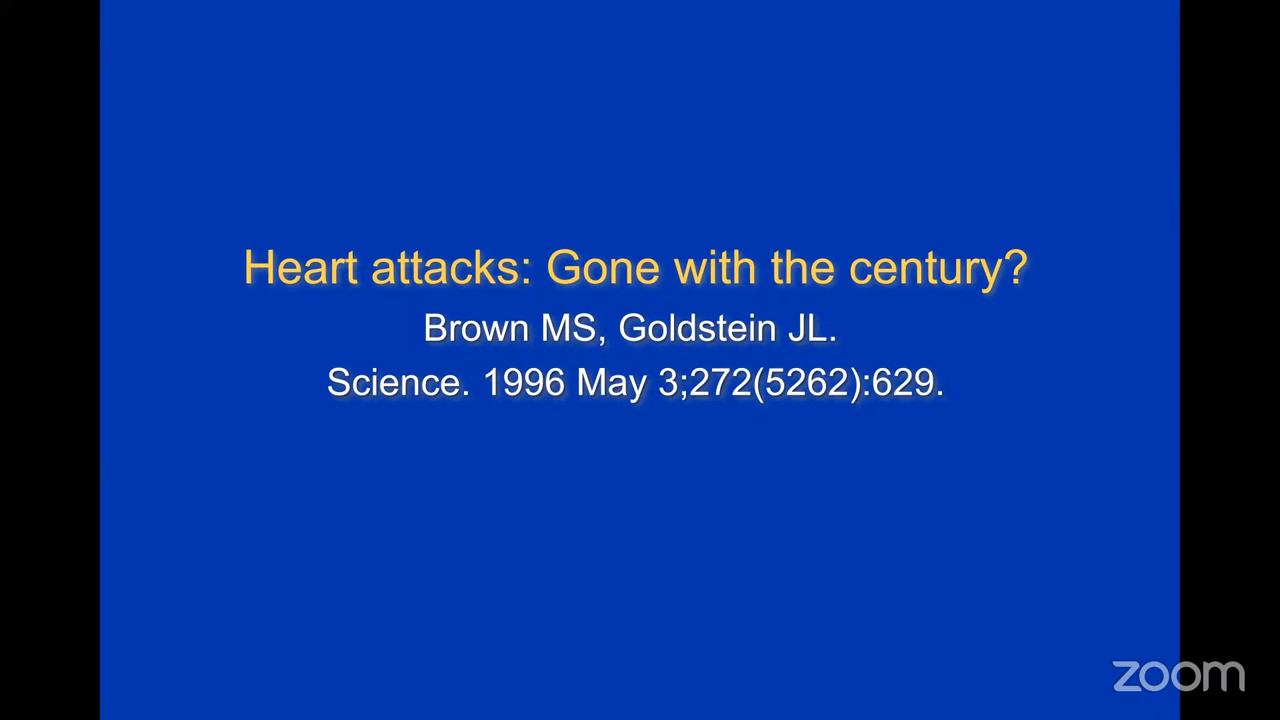 Heart attacks: Gone with the century?
Brown MS, Goldstein JL.
Science. 1996 May 3;272(5262):629.
zoom